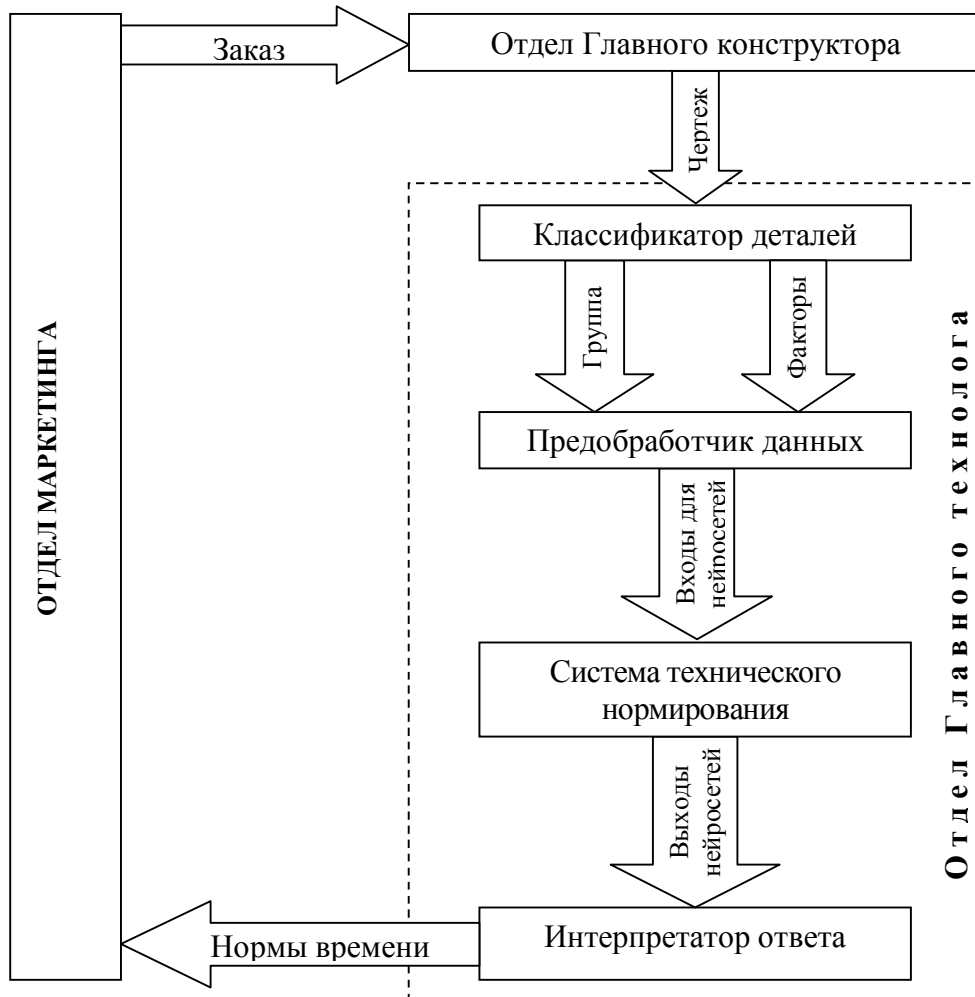 Заказ
Отдел Главного конструктора
Чертеж
Классификатор деталей
Группа
Факторы
Предобработчик данных
Входы для
нейросетей
Система технического
нормирования
Выходы
нейросетей
Интерпретатор ответа
Нормы времени
ОТДЕЛ МАРКЕТИНГА
Отдел Главного технолога